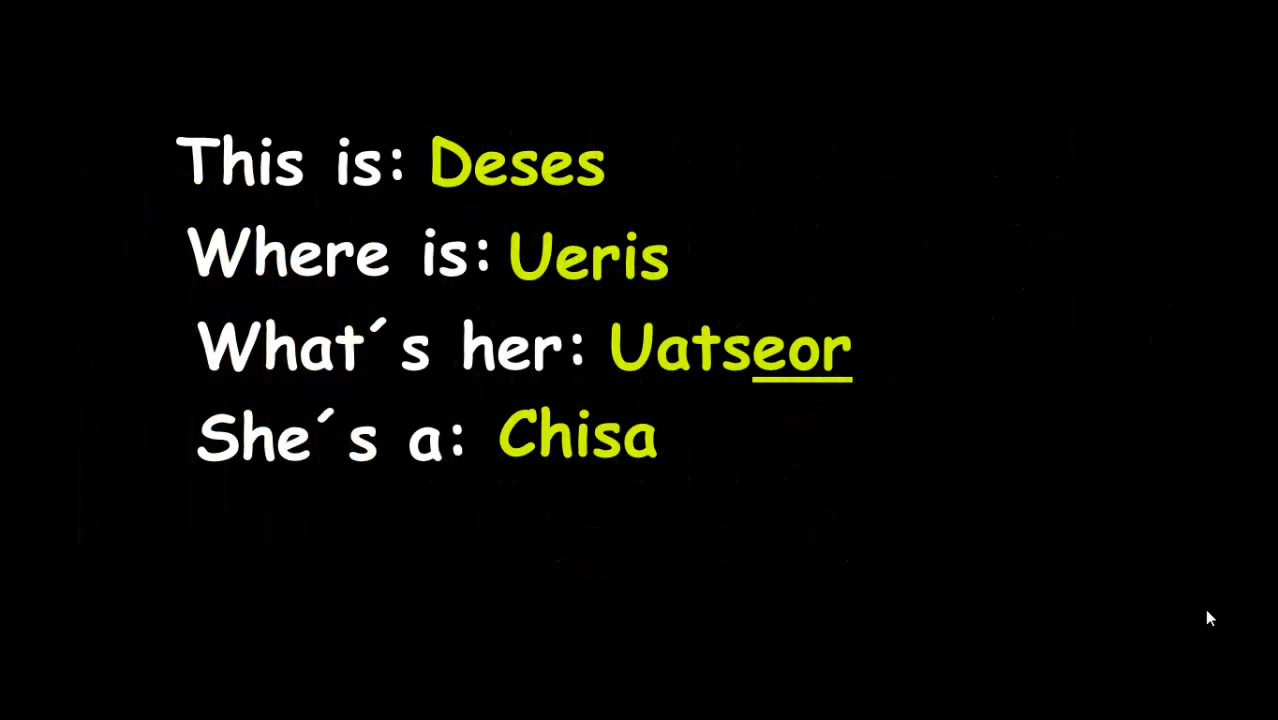 This is: Deses
Where is: Ueris
What´s her: Uatseor
She´s a: Chisa